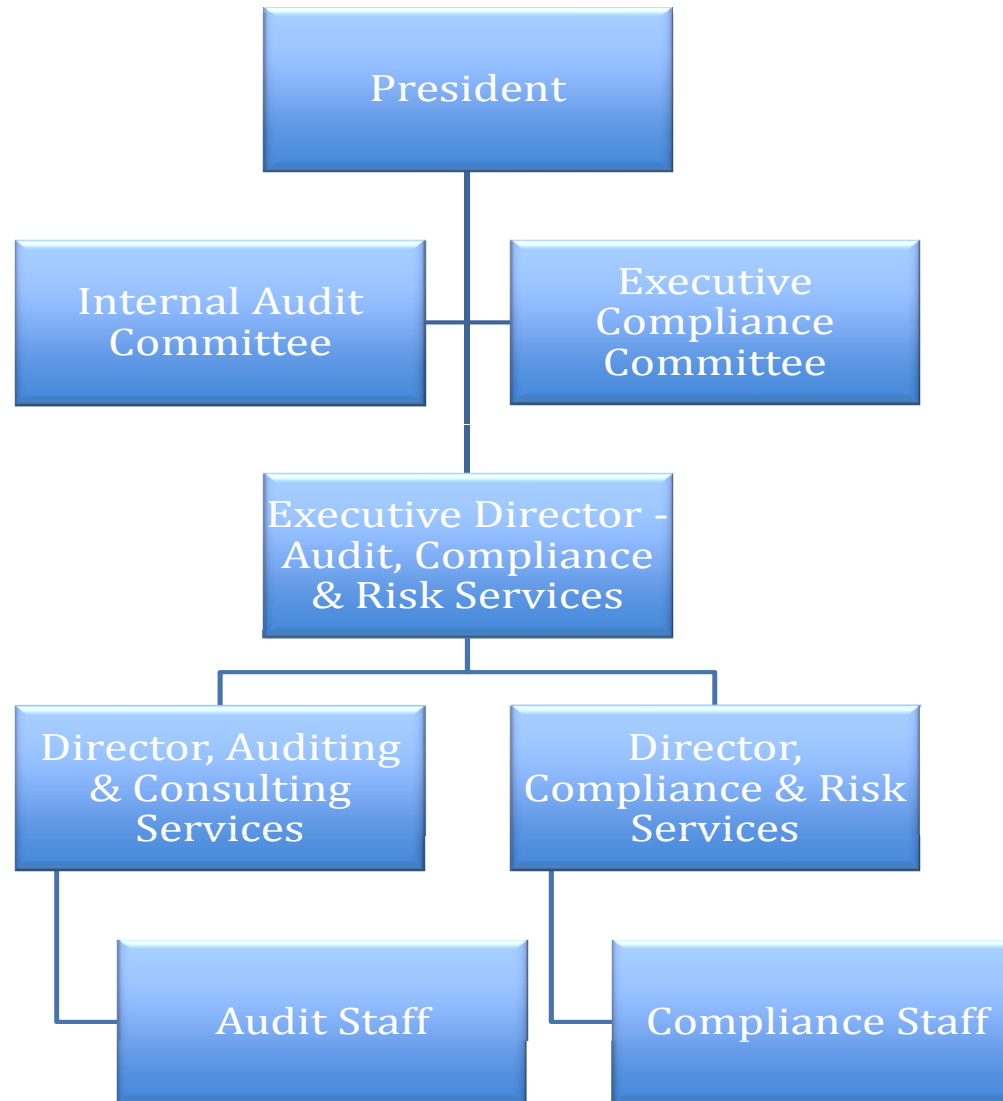 President
Internal Audit
Committee
Executive
Compliance
Committee
Executive Director -
Audit, Compliance
& Risk Services
Director, Auditing
& Consulting
Services
Director,
Compliance & Risk
Services
Audit Staff
Compliance Staff